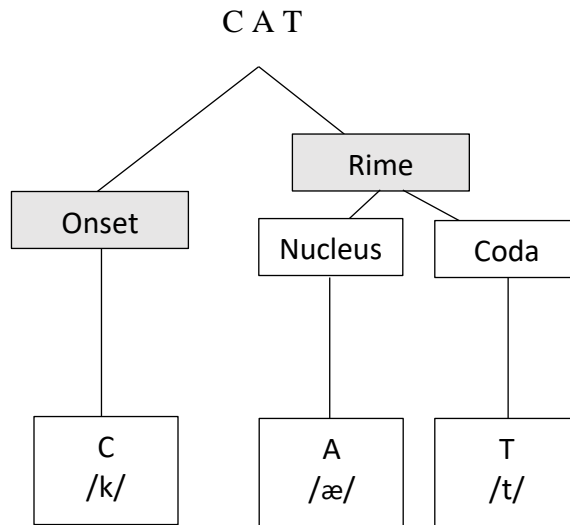 C A T
Rime
Onset
Nucleus
Coda
C
/k/
A
/æ/
T
/t/